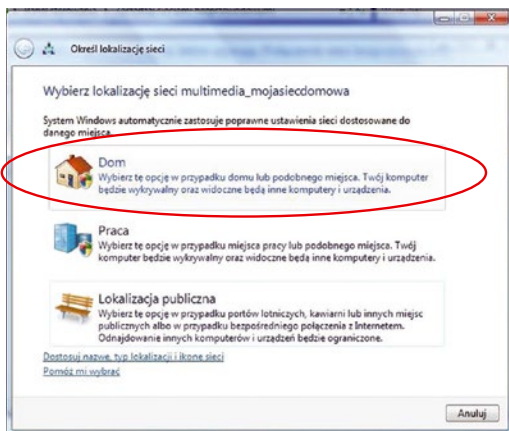 Określ lokalizację sieci
Wybierz lokalizację sieci multimedia_mojasiecdomowa
System Windows automatycznie zastosuje poprawne ustawienia sieci dostosowane do
danego miejsca.
Dom
Wybierz tę opcję w przypadku domu lub podobnego miejsca. Twój komputer
będzie wykrywalny oraz widoczne będą inne komputery i urządzenia.
Praca
Wybierz tę opcję w przypadku miejsca pracy lub podobnego miejsca. Twój
komputer będzie wykrywalny oraz widoczne będą inne komputery i urządzenia.
Lokalizacja publiczna
Wybierz tę opcję w przypadku portów lotniczych, kawiarni lub innych miejsc
publicznych albo w przypadku bezpośredniego połączenia z Internetem.
Odnajdowanie innych komputerów i urządzeń będzie ograniczone.
Dostosuj nazwę, typ lokalizacji i ikonę sieci
Pomóż mi wybrać
Anuluj